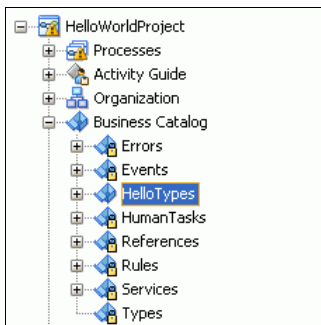 HelloWorldProject
Processes
Activity Guide
Organization
Business Catalog
Errors
Events
HelloTypes
HumanTasks
References
Rules
Services
Types